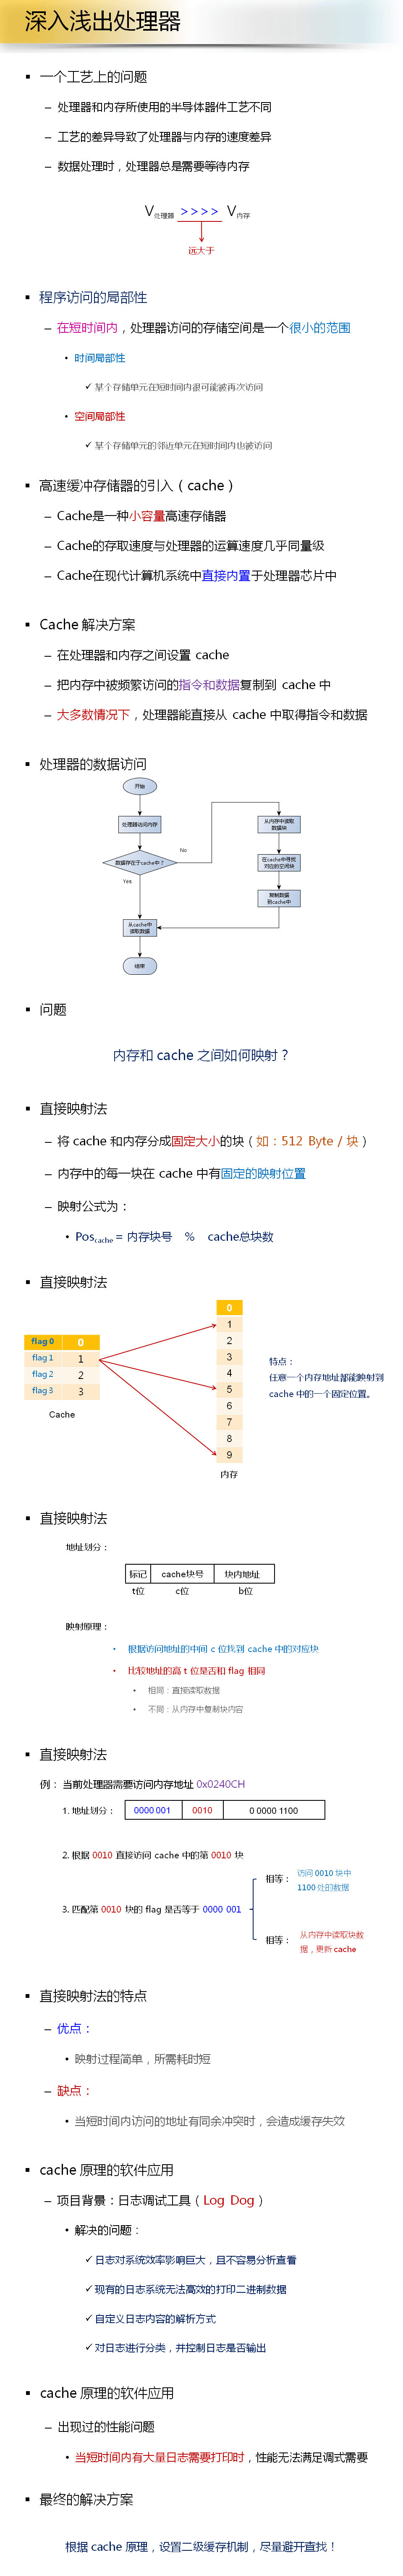 深入浅出处理器
▪ 一个工艺上的问题
– 处理器和内存所使用的半导体器件工艺不同
– 工艺的差异导致了处理器与内存的速度差异
– 数据处理时，处理器总是需要等待内存
V处理器 >>>> V内存
远大于
▪ 程序访问的局部性
– 在短时间内，处理器访问的存储空间是一个很小的范围
• 时间局部性
✓ 某个存储单元在短时间内很可能被再次访问
• 空间局部性
✓ 某个存储单元的邻近单元在短时间内也被访问
▪ 高速缓冲存储器的引入（cache）
– Cache是一种小容量高速存储器
– Cache的存取速度与处理器的运算速度几乎同量级
– Cache在现代计算机系统中直接内置于处理器芯片中
▪ Cache 解决方案
– 在处理器和内存之间设置 cache
– 把内存中被频繁访问的指令和数据复制到 cache 中
– 大多数情况下，处理器能直接从 cache 中取得指令和数据
▪ 处理器的数据访问
开始
处理器访问内存
数据存在于cache中？
No
Yes
从内存中读取
数据块
在cache中寻找
对应的空闲块
复制数据
到cache中
从cache中
读取数据
结束
▪ 问题
内存和 cache 之间如何映射？
▪ 直接映射法
– 将 cache 和内存分成固定大小的块（如：512 Byte / 块）
– 内存中的每一块在 cache 中有固定的映射位置
– 映射公式为：
• Poscache = 内存块号 % cache总块数
▪ 直接映射法
flag 0 0
flag 1 1
flag 2 2
flag 3 3
Cache
0
1
2
3
4
5
6
7
8
9
内存
特点：
任意一个内存地址都能映射到
cache 中的一个固定位置。
▪ 直接映射法
地址划分：
标记 cache块号 块内地址
t位 c位 b位
映射原理：
• 根据访问地址的中间 c 位找到 cache 中的对应块
• 比较地址的高 t 位是否和 flag 相同
• 相同：直接读取数据
• 不同：从内存中复制块内容
▪ 直接映射法
例： 当前处理器需要访问内存地址 0x0240CH
1. 地址划分： 0000 001 0010 0 0000 1100
2. 根据 0010 直接访问 cache 中的第 0010 块
3. 匹配第 0010 块的 flag 是否等于 0000 001
相等： 访问 0010 块中
1100 处的数据
相等： 从内存中读取块数
据，更新 cache
▪ 直接映射法的特点
– 优点：
• 映射过程简单，所需耗时短
– 缺点：
• 当短时间内访问的地址有同余冲突时，会造成缓存失效
▪ cache 原理的软件应用
– 项目背景：日志调试工具（Log Dog）
• 解决的问题：
✓ 日志对系统效率影响巨大，且不容易分析查看
✓ 现有的日志系统无法高效的打印二进制数据
✓ 自定义日志内容的解析方式
✓ 对日志进行分类，并控制日志是否输出
▪ cache 原理的软件应用
– 出现过的性能问题
• 当短时间内有大量日志需要打印时，性能无法满足调式需要
▪ 最终的解决方案
根据 cache 原理，设置二级缓存机制，尽量避开查找！